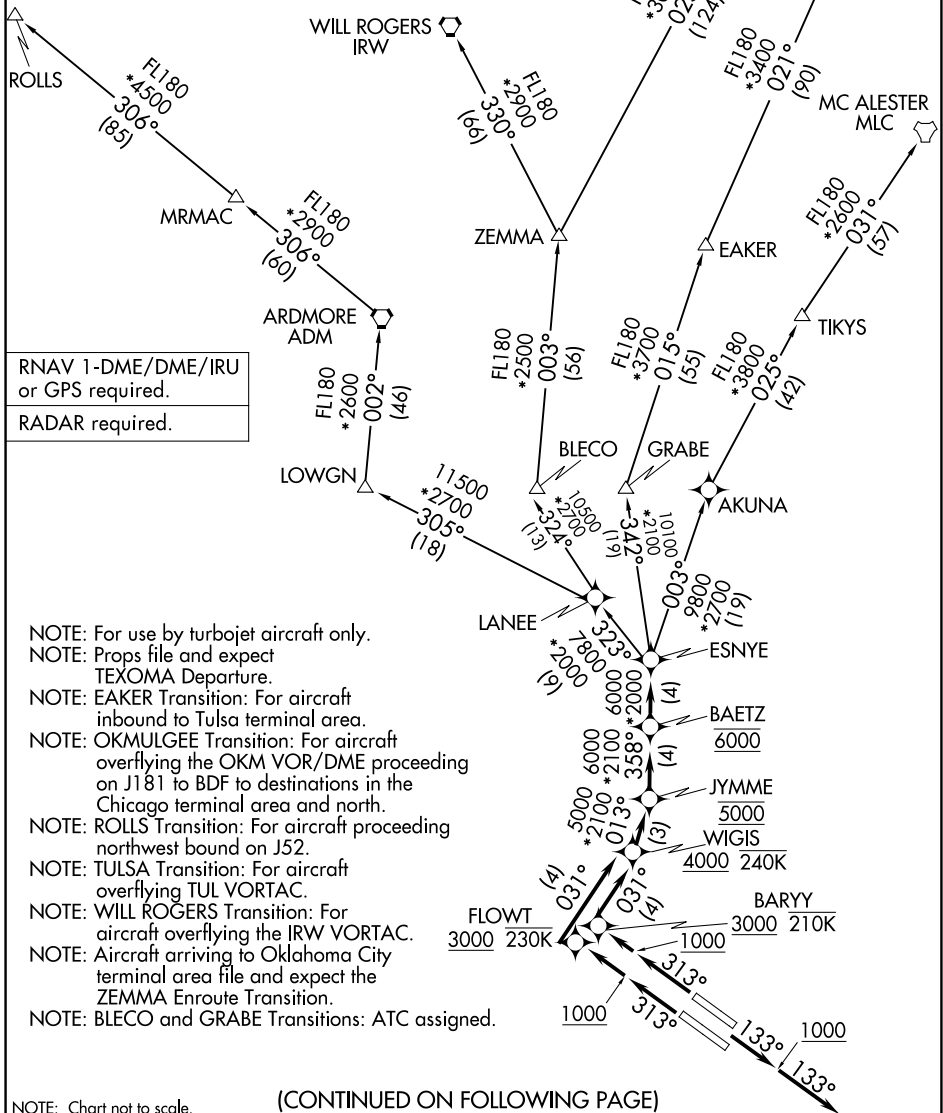 WILL ROGERS
IRW
*3
02
(124)
FL180
*3400
021°
(90)
ROLLS
FL180
*4500
306°
(85)
FL180
*2900
330°
(66)
MC ALESTER
MLC
MRMAC
FL180
*2900
306°
(60)
ZEMMA
EAKER
FL180
*2600
031°
(57)
ARDMORE
ADM
TIKYS
RNAV 1-DME/DME/IRU
or GPS required.
RADAR required.
FL180
*2600
002°
(46)
FL180
*2500
003°
(56)
FL180
*3700
015°
(55)
FL180
*3800
025°
(42)
LOWGN
BLECO
GRABE
AKUNA
11500
*2700
305°
(18)
10500
*2700
324°
(13)
10100
*2100
342°
(19)
003°
9800
*2700
(19)
LANEE
323°
7800
*2000
(9)
ESNYE
6000
*2000
(4)
BAETZ
6000
6000
*2100
358°
(4)
JYMME
5000
5000
*2100
013°
(3)
WIGIS
4000 240K
(4)
031°
031°
(4)
BARYY
3000 210K
FLOWT
3000 230K
1000
313°
1000
313°
133°
1000
133°
NOTE: For use by turbojet aircraft only.
NOTE: Props file and expect
TEXOMA Departure.
NOTE: EAKER Transition: For aircraft
inbound to Tulsa terminal area.
NOTE: OKMULGEE Transition: For aircraft
overflying the OKM VOR/DME proceeding
on J181 to BDF to destinations in the
Chicago terminal area and north.
NOTE: ROLLS Transition: For aircraft proceeding
northwest bound on J52.
NOTE: TULSA Transition: For aircraft
overflying TUL VORTAC.
NOTE: WILL ROGERS Transition: For
aircraft overflying the IRW VORTAC.
NOTE: Aircraft arriving to Oklahoma City
terminal area file and expect the
ZEMMA Enroute Transition.
NOTE: BLECO and GRABE Transitions: ATC assigned.
NOTE: Chart not to scale.
(CONTINUED ON FOLLOWING PAGE)